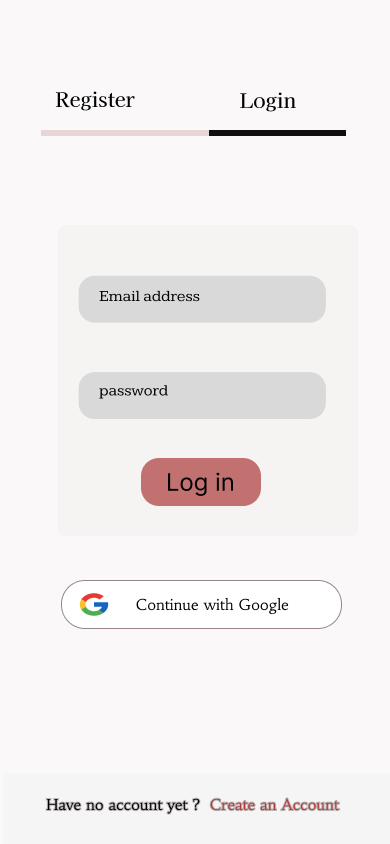 Register Login
Email address
password
Log in
Continue with Google
Have no account yet ? Create an Account